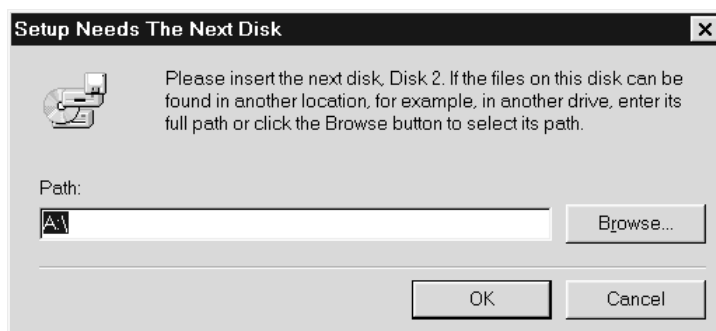 Setup Needs The Next Disk
Please insert the next disk, Disk 2. If the files on this disk can be
found in another location, for example, in another drive, enter its
full path or click the Browse button to select its path.
Path:
A:\
Browse...
OK
Cancel